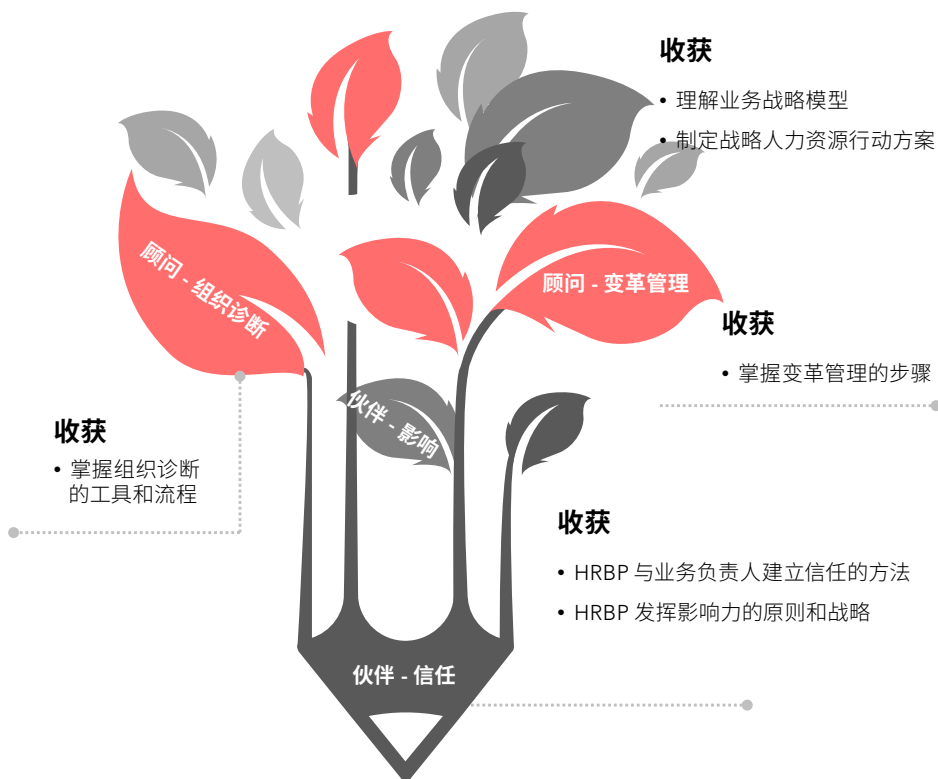 收获
• 理解业务战略模型
• 制定战略人力资源行动方案
顾问 - 组织诊断
顾问 - 变革管理
收获
• 掌握变革管理的步骤
伙伴 - 影响
收获
• 掌握组织诊断
的工具和流程
收获
• HRBP 与业务负责人建立信任的方法
• HRBP 发挥影响力的原则和战略
伙伴 - 信任